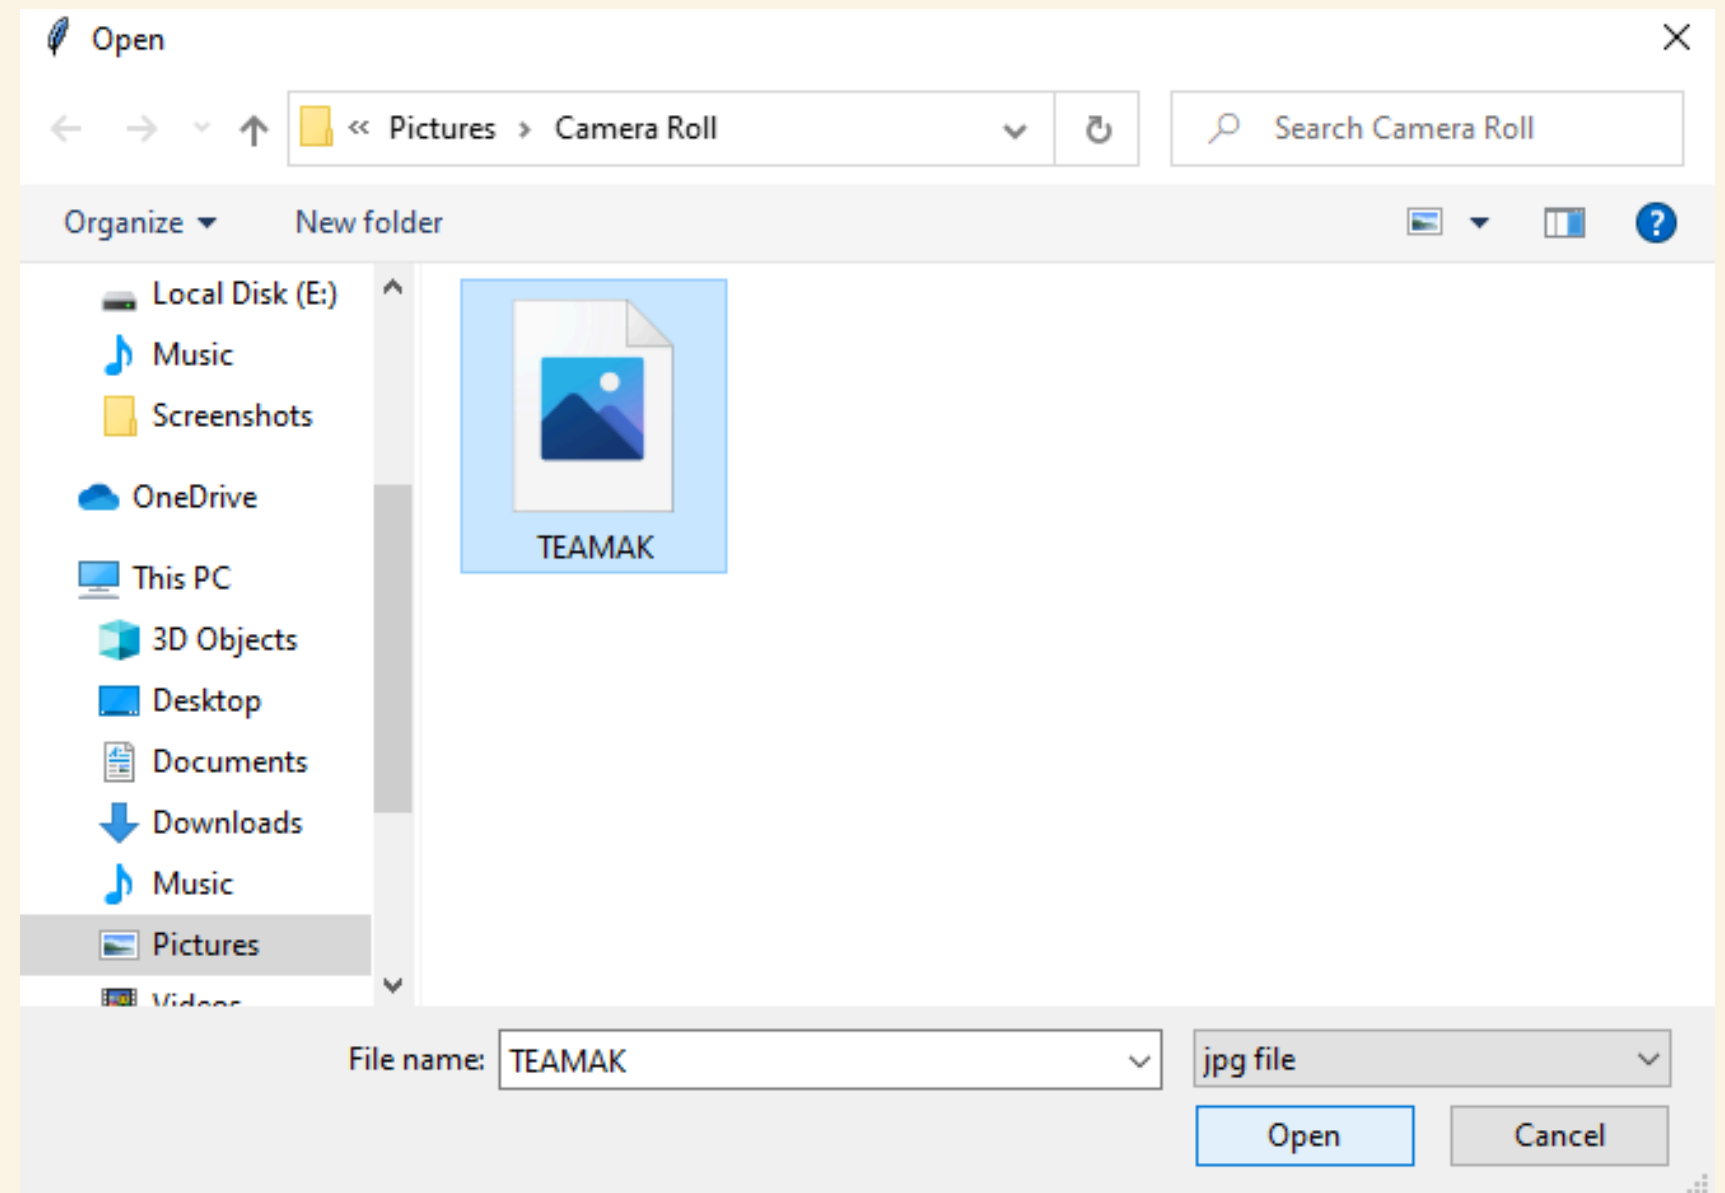 Open
« Pictures › Camera Roll
Search Camera Roll
Organize
New folder
?
Local Disk (E:)
Music
Screenshots
OneDrive
This PC
3D Objects
Desktop
Documents
Downloads
Music
Pictures
Videos
TEAMAK
File name: TEAMAK
jpg file
Open
Cancel